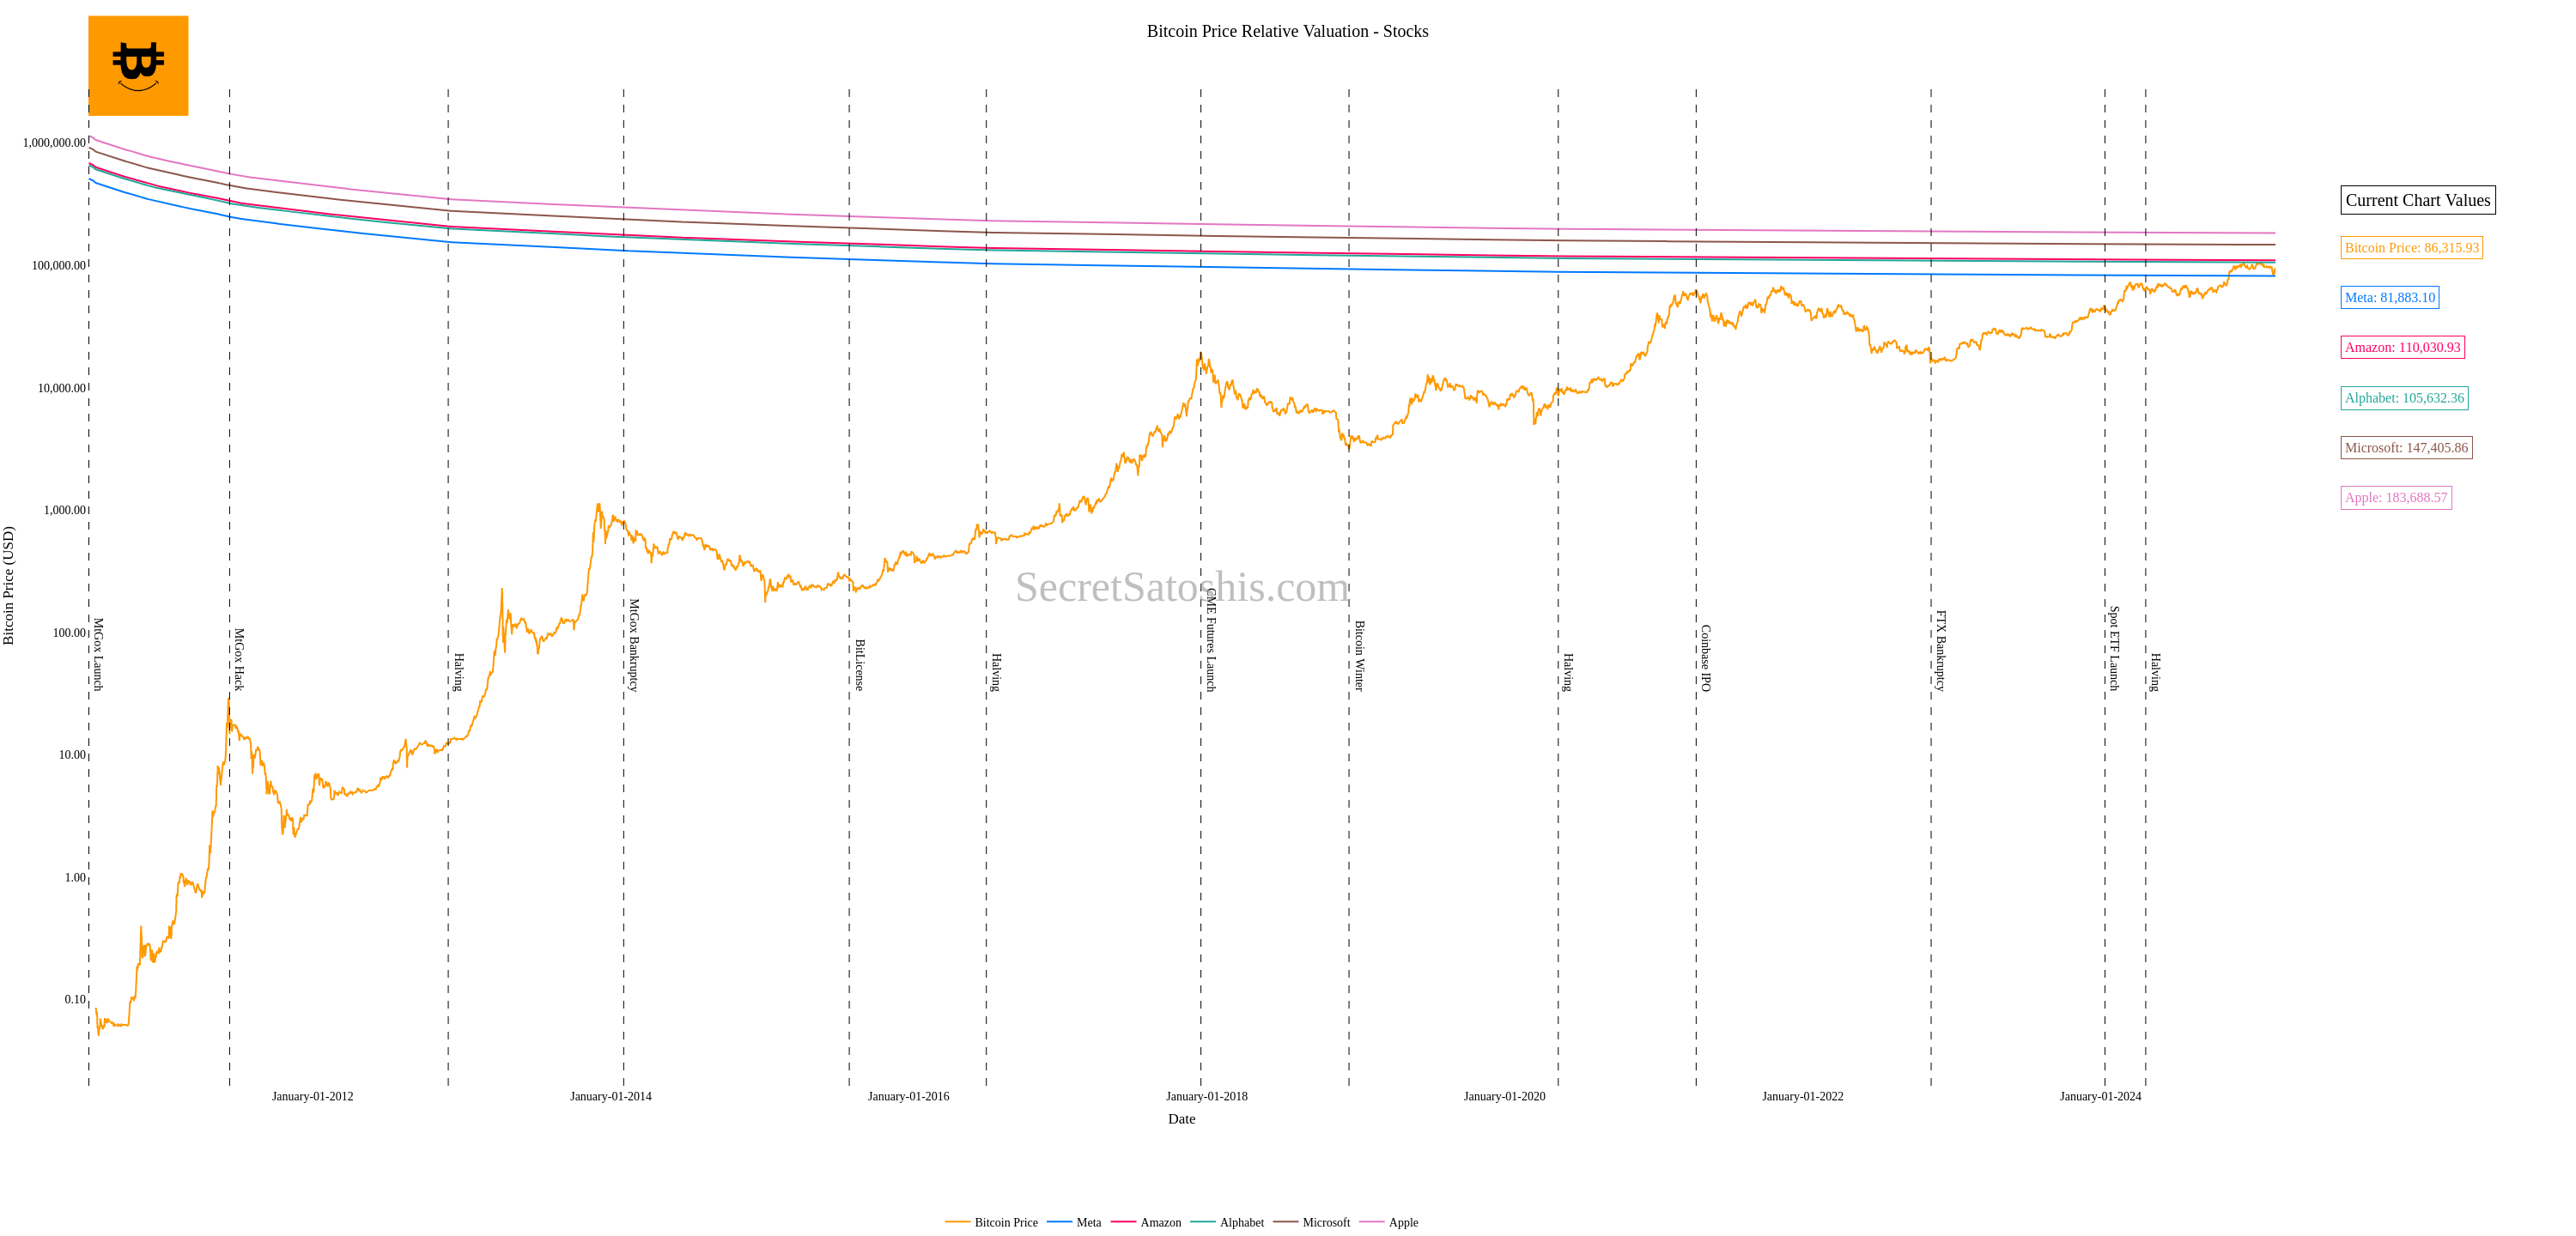 Bitcoin Price Relative Valuation - Stocks
1,000,000.00
100,000.00
10,000.00
1,000.00
100.00
10.00
1.00
0.10
Bitcoin Price (USD)
MtGox Launch
MtGox Hack
Halving
MtGox Bankruptcy
BitLicense
Halving
CME Futures Launch
Bitcoin Winter
Halving
Coinbase IPO
FTX Bankruptcy
Spot ETF Launch
Halving
SecretSatoshis.com
Current Chart Values
Bitcoin Price: 86,315.93
Meta: 81,883.10
Amazon: 110,030.93
Alphabet: 105,632.36
Microsoft: 147,405.86
Apple: 183,688.57
January-01-2012
January-01-2014
January-01-2016
January-01-2018
January-01-2020
January-01-2022
January-01-2024
Date
Bitcoin Price
Meta
Amazon
Alphabet
Microsoft
Apple